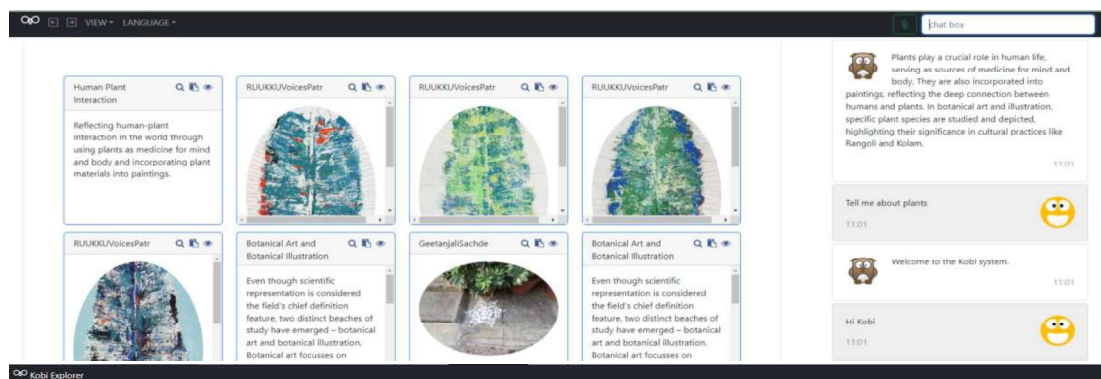 VIEW
LANGUAGE
chat box
Human Plant
Interaction
Reflecting human-plant
interaction in the world through
using plants as medicine for mind
and body and incorporating plant
materials into paintings.
RUUKKUVoicesPatr
RUUKKUVoicesPatr
RUUKKUVoicesPatr
RUUKKUVoicesPatr
Botanical Art and
Botanical Illustration
Even though scientific
representation is considered
the field's chief definition
feature, two distinct beaches of
study have emerged – botanical
art and botanical illustration.
Botanical art focusses on
GeetanjaliSachde
Botanical Art and
Botanical Illustration
Even though scientific
representation is considered
the field's chief definition
feature, two distinct beaches of
study have emerged – botanical
art and botanical illustration.
Botanical art focusses on
Plants play a crucial role in human life,
serving as sources of medicine for mind and
body. They are also incorporated into
paintings, reflecting the deep connection between
humans and plants. In botanical art and illustration,
specific plant species are studied and depicted,
highlighting their significance in cultural practices like
Rangoli and Kolam.
11:01
Tell me about plants
11:01
Welcome to the Kobi system.
11:01
Hi Kobi
11:01
Kobi Explorer